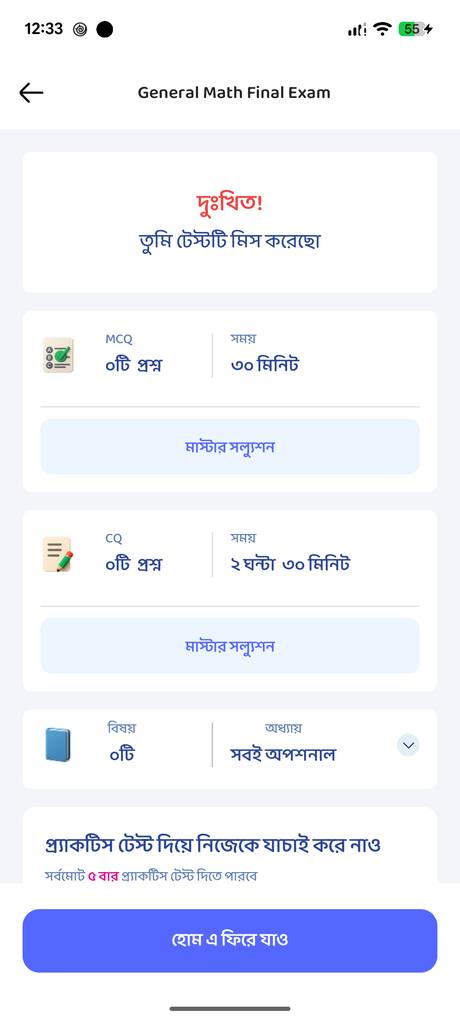 12:33
55
General Math Final Exam
দুঃখিত!
তুমি টেস্টটি মিস করেছো
MCQ
০টি প্রশ্ন
সময়
৩০ মিনিট
মাস্টার সল্যুশন
CQ
০টি প্রশ্ন
সময়
২ ঘন্টা ৩০ মিনিট
মাস্টার সল্যুশন
বিষয়
০টি
অধ্যায়
সবই অপশনাল
প্র্যাকটিস টেস্ট দিয়ে নিজেকে যাচাই করে নাও
সর্বমোট ৫ বার প্র্যাকটিস টেস্ট দিতে পারবে
হোম এ ফিরে যাও